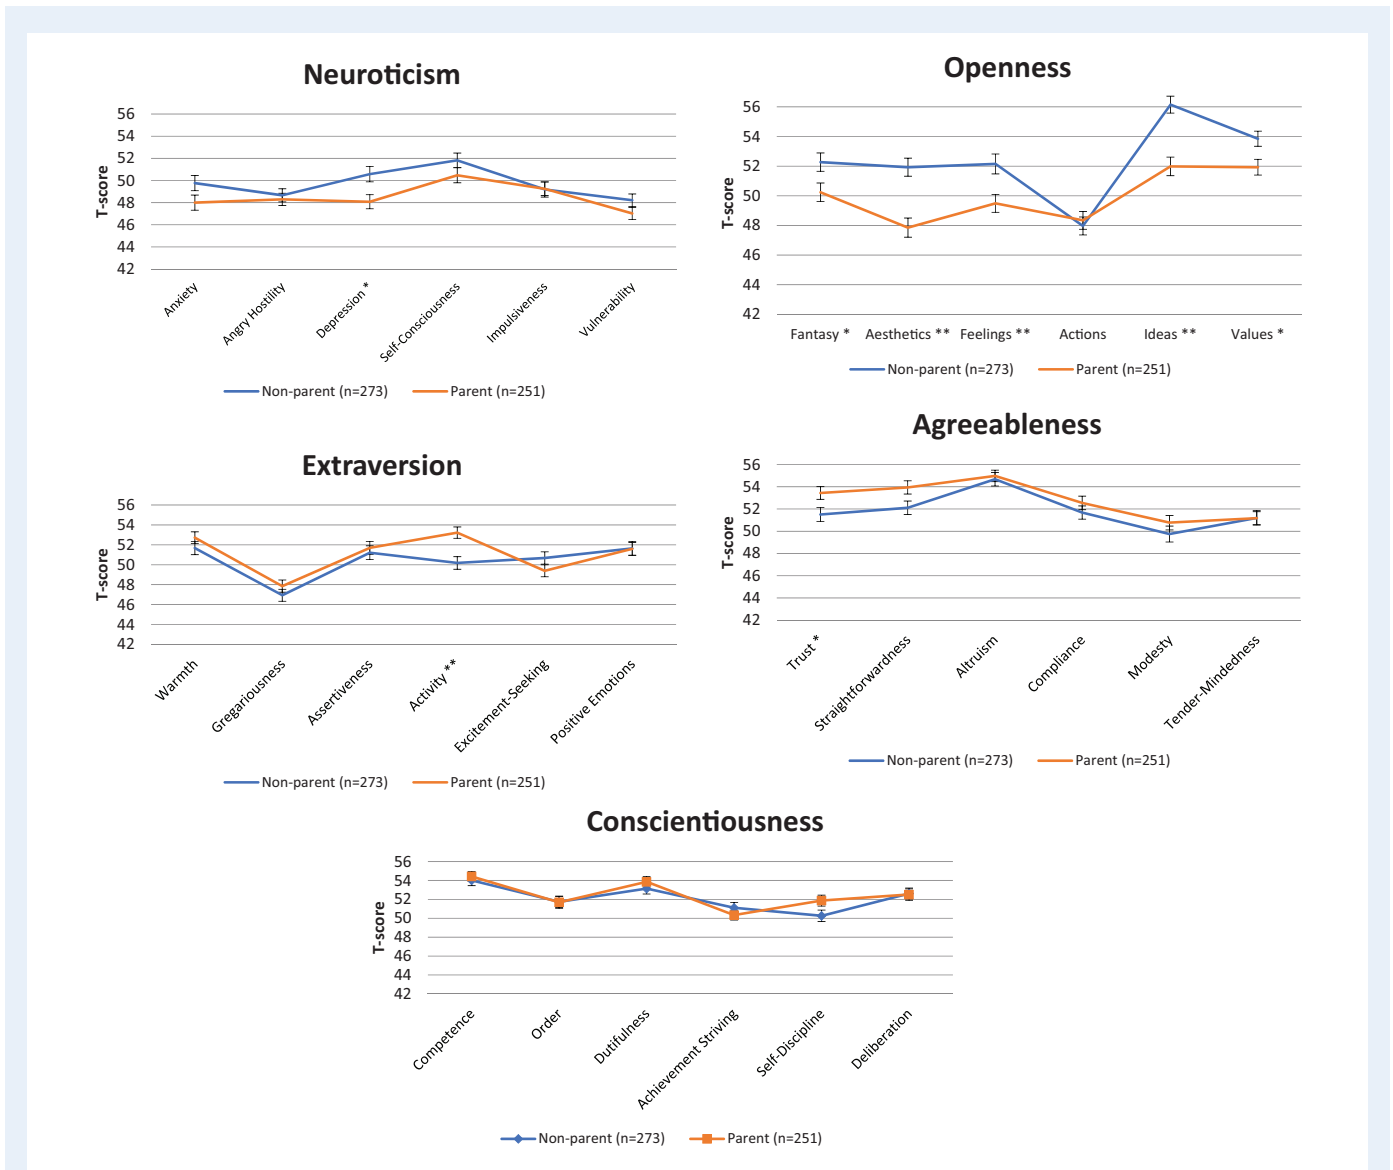 Neuroticism
56
54
52
50
48
46
44
42
T-score
Anxiety
Angry Hostility
Depression *
Self-Consciousness
Impulsiveness
Vulnerability
Non-parent (n=273)
Parent (n=251)
Openness
56
54
52
50
48
46
44
42
T-score
Fantasy * Aesthetics ** Feelings ** Actions Ideas ** Values *
Non-parent (n=273)
Parent (n=251)
Extraversion
56
54
52
50
48
46
44
42
T-score
Warmth
Gregariousness
Assertiveness
Activity **
Excitement-Seeking
Positive Emotions
Non-parent (n=273)
Parent (n=251)
Agreeableness
56
54
52
50
48
46
44
42
T-score
Trust *
Straightforwardness
Altruism
Compliance
Modesty
Tender-Mindedness
Non-parent (n=273)
Parent (n=251)
Conscientiousness
56
54
52
50
48
46
44
42
T-score
Competence
Order
Dutifulness
Achievement Striving
Self-Discipline
Deliberation
Non-parent (n=273)
Parent (n=251)